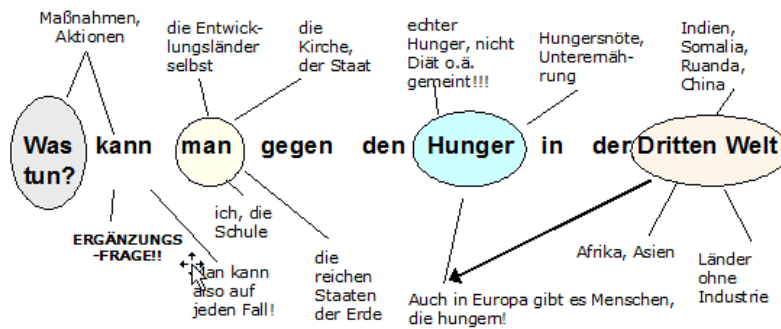 Maßnahmen,
Aktionen
die Entwick-
lungsländer
selbst
die
Kirche,
der Staat
echter
Hunger, nicht
Diät o.ä.
gemeint!!!
Hungersnöte,
Unterernäh-
rung
Indien,
Somalia,
Ruanda,
China
Was kann man gegen den Hunger in der Dritten Welt
tun?
ERGÄNZUNGS
-FRAGE!!
Man kann
also auf
jeden Fall!
ich, die
Schule
die
reichen
Staaten
der Erde
Auch in Europa gibt es Menschen,
die hungern!
Afrika, Asien
Länder
ohne
Industrie